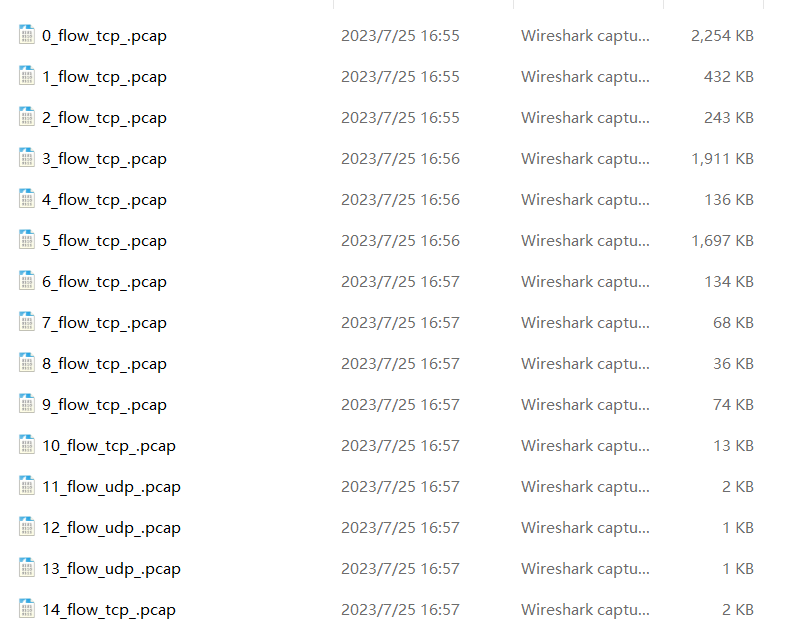 0_flow_tcp_.pcap 2023/7/25 16:55 Wireshark captu... 2,254 KB
1_flow_tcp_.pcap 2023/7/25 16:55 Wireshark captu... 432 KB
2_flow_tcp_.pcap 2023/7/25 16:55 Wireshark captu... 243 KB
3_flow_tcp_.pcap 2023/7/25 16:56 Wireshark captu... 1,911 KB
4_flow_tcp_.pcap 2023/7/25 16:56 Wireshark captu... 136 KB
5_flow_tcp_.pcap 2023/7/25 16:56 Wireshark captu... 1,697 KB
6_flow_tcp_.pcap 2023/7/25 16:57 Wireshark captu... 134 KB
7_flow_tcp_.pcap 2023/7/25 16:57 Wireshark captu... 68 KB
8_flow_tcp_.pcap 2023/7/25 16:57 Wireshark captu... 36 KB
9_flow_tcp_.pcap 2023/7/25 16:57 Wireshark captu... 74 KB
10_flow_tcp_.pcap 2023/7/25 16:57 Wireshark captu... 13 KB
11_flow_udp_.pcap 2023/7/25 16:57 Wireshark captu... 2 KB
12_flow_udp_.pcap 2023/7/25 16:57 Wireshark captu... 1 KB
13_flow_udp_.pcap 2023/7/25 16:57 Wireshark captu... 1 KB
14_flow_tcp_.pcap 2023/7/25 16:57 Wireshark captu... 2 KB